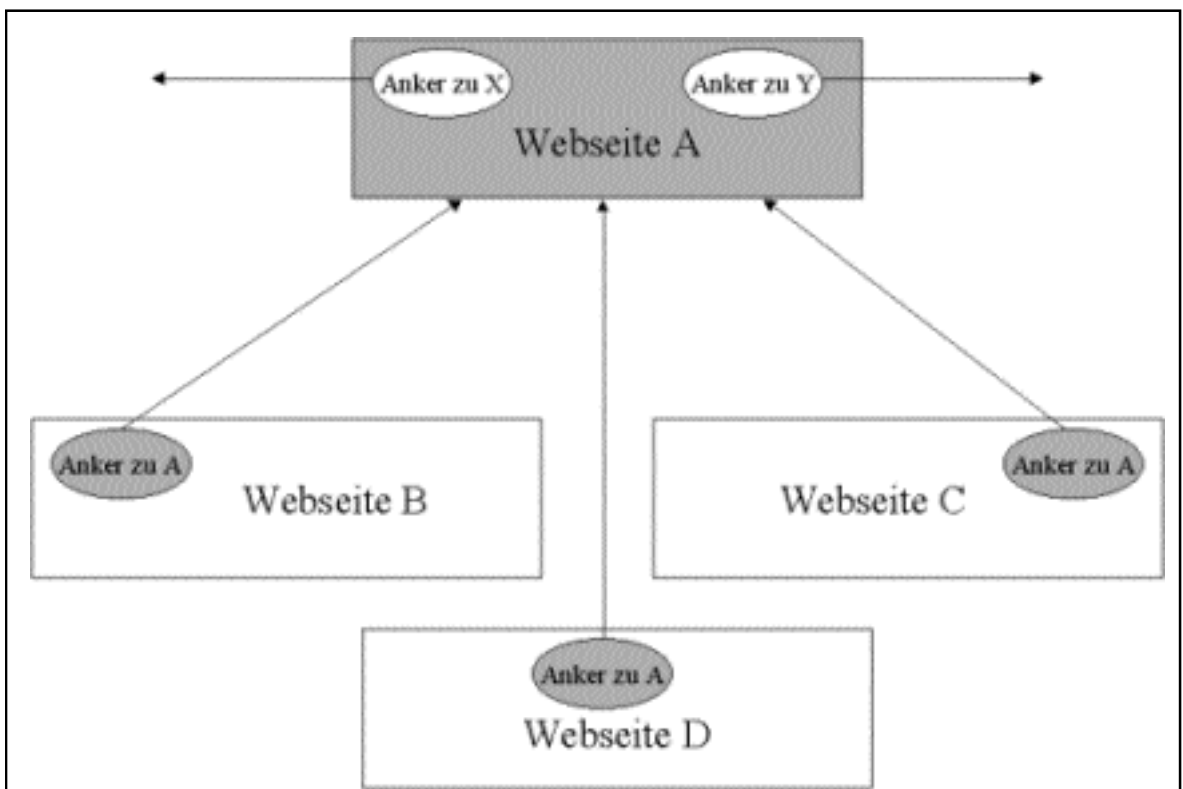 Anker zu X
Anker zu Y
Webseite A
Anker zu A
Webseite B
Anker zu A
Webseite C
Anker zu A
Webseite D